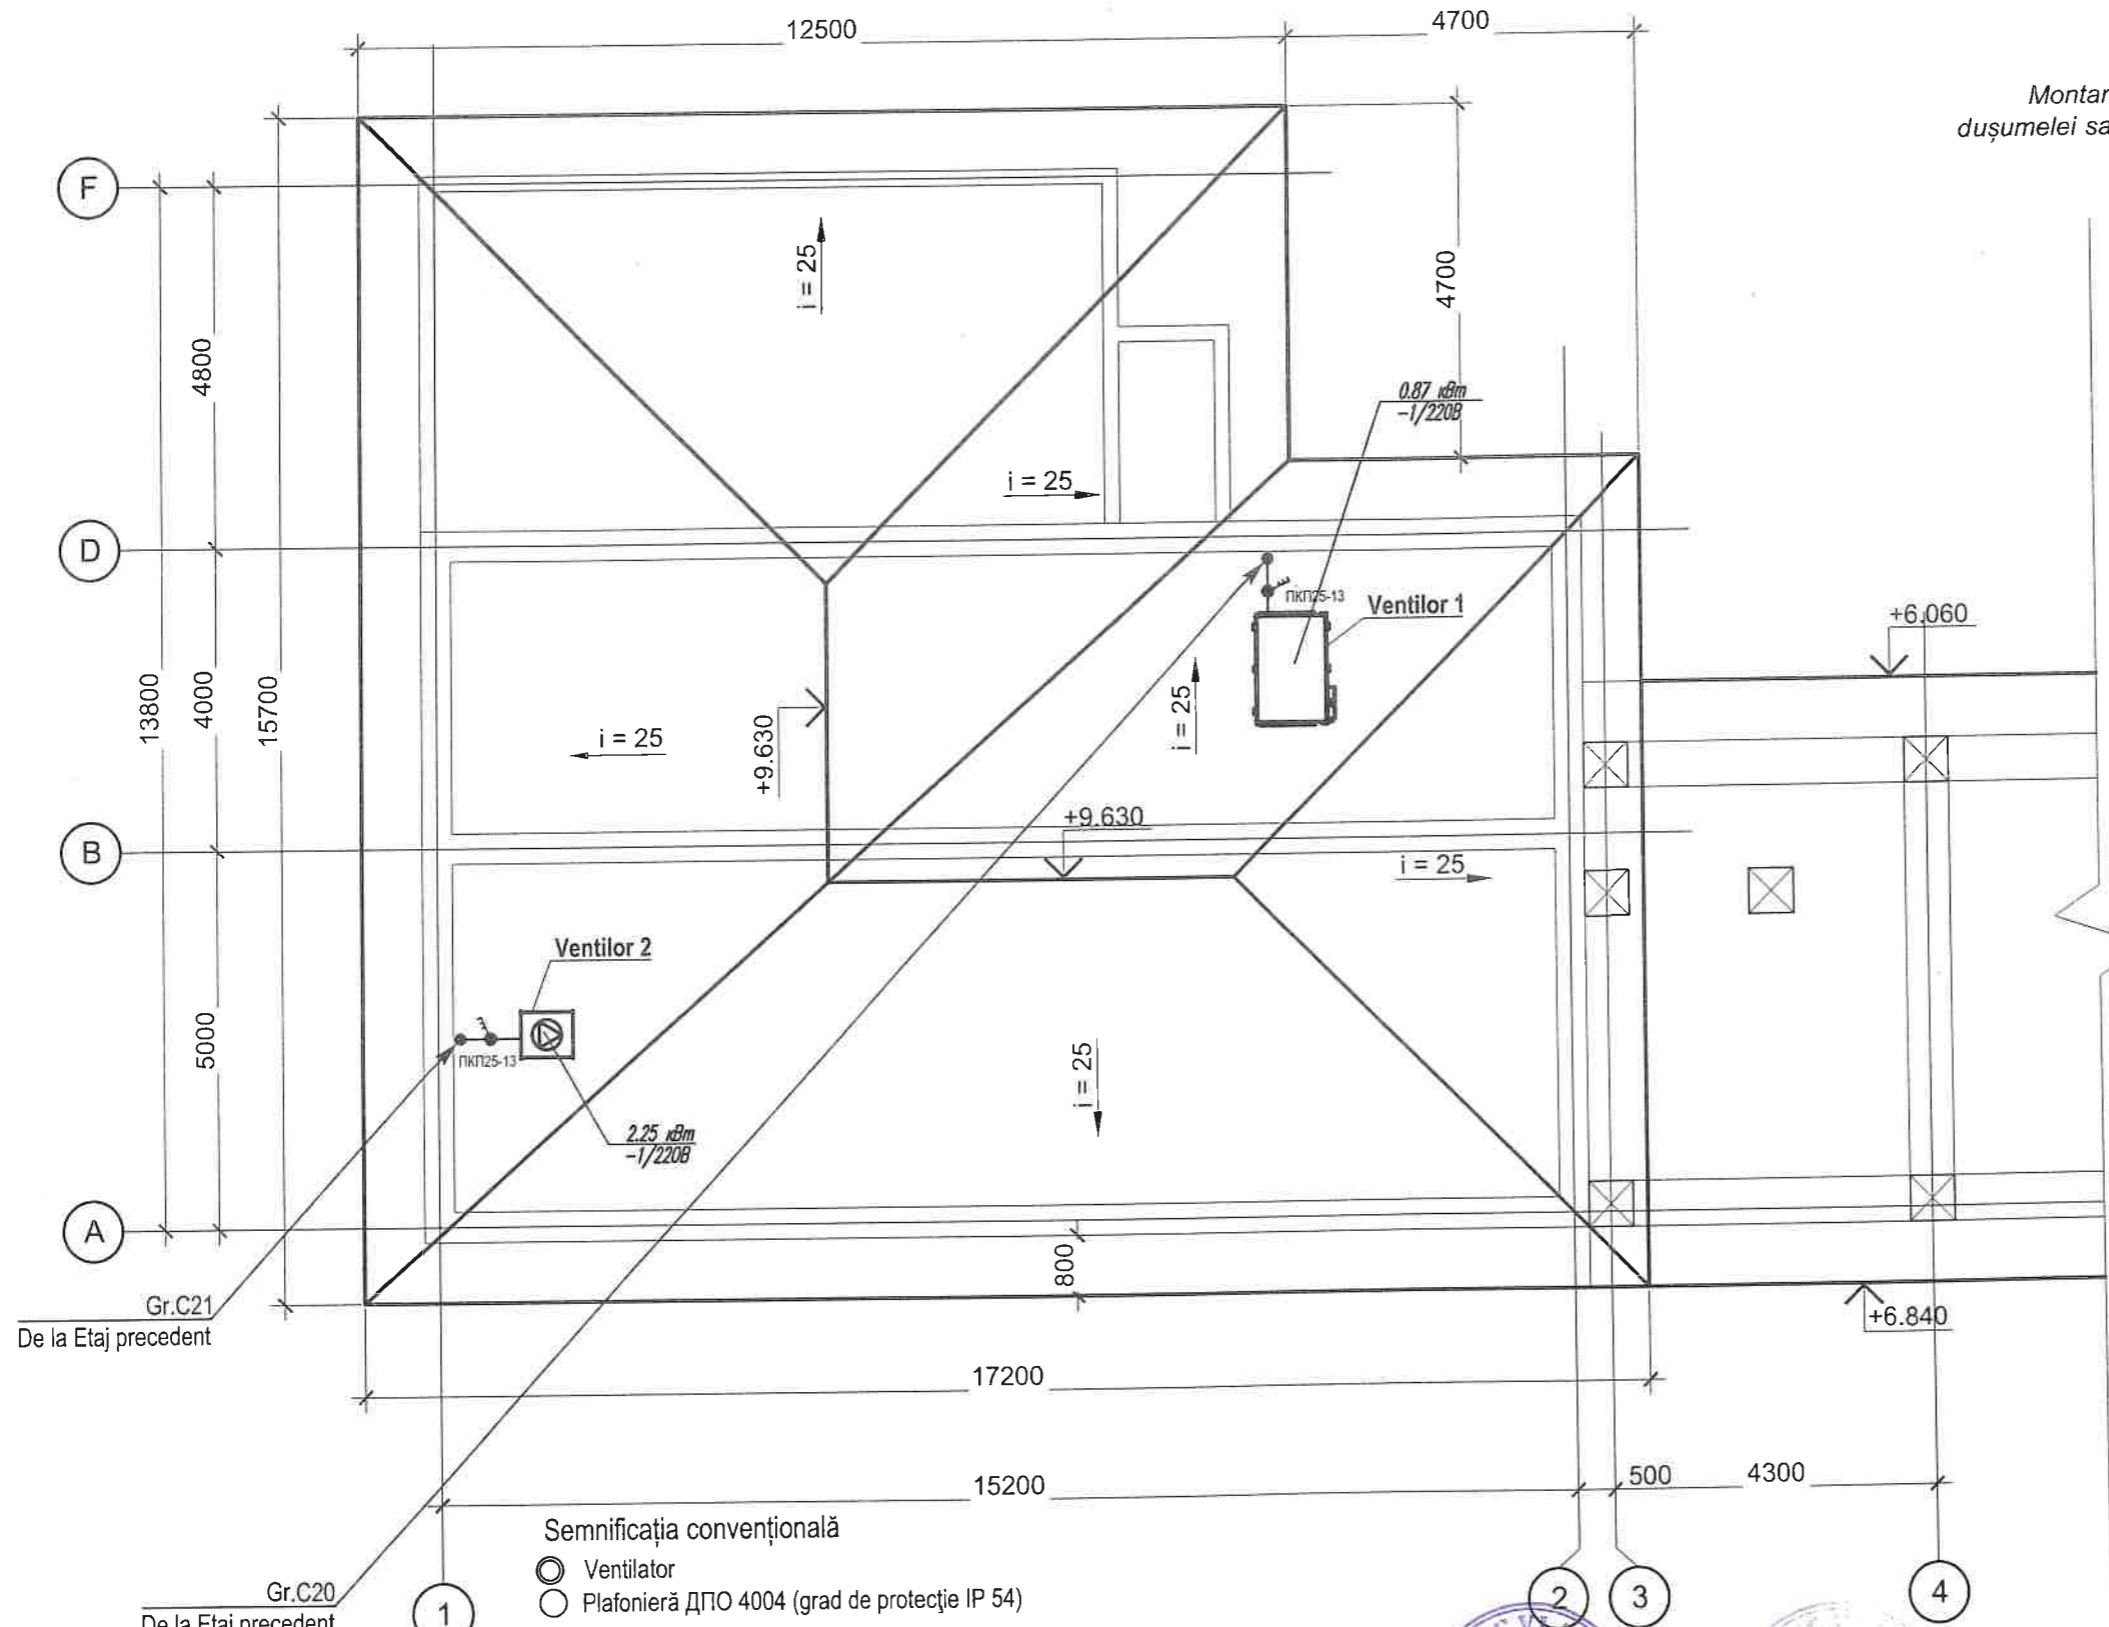 12500
4700
Montar
dușumelei sa
F
4800
i = 25
4700
0.87 кВт
~1/220В
i = 25
D
ПКП25-13
Ventilor 1
+6.060
13800
4000
15700
i = 25
+9.630
i = 25
+9.630
B
i = 25
Ventilor 2
5000
ПКП25-13
i = 25
2.25 кВт
~1/220В
A
800
Gr.C21
De la Etaj precedent
+6.840
17200
15200
500
4300
Semnificația convențională
Ventilator
Plafonieră ДПО 4004 (grad de protecție IP 54)
Gr.C20
De la Etaj precedent
1
2
3
4